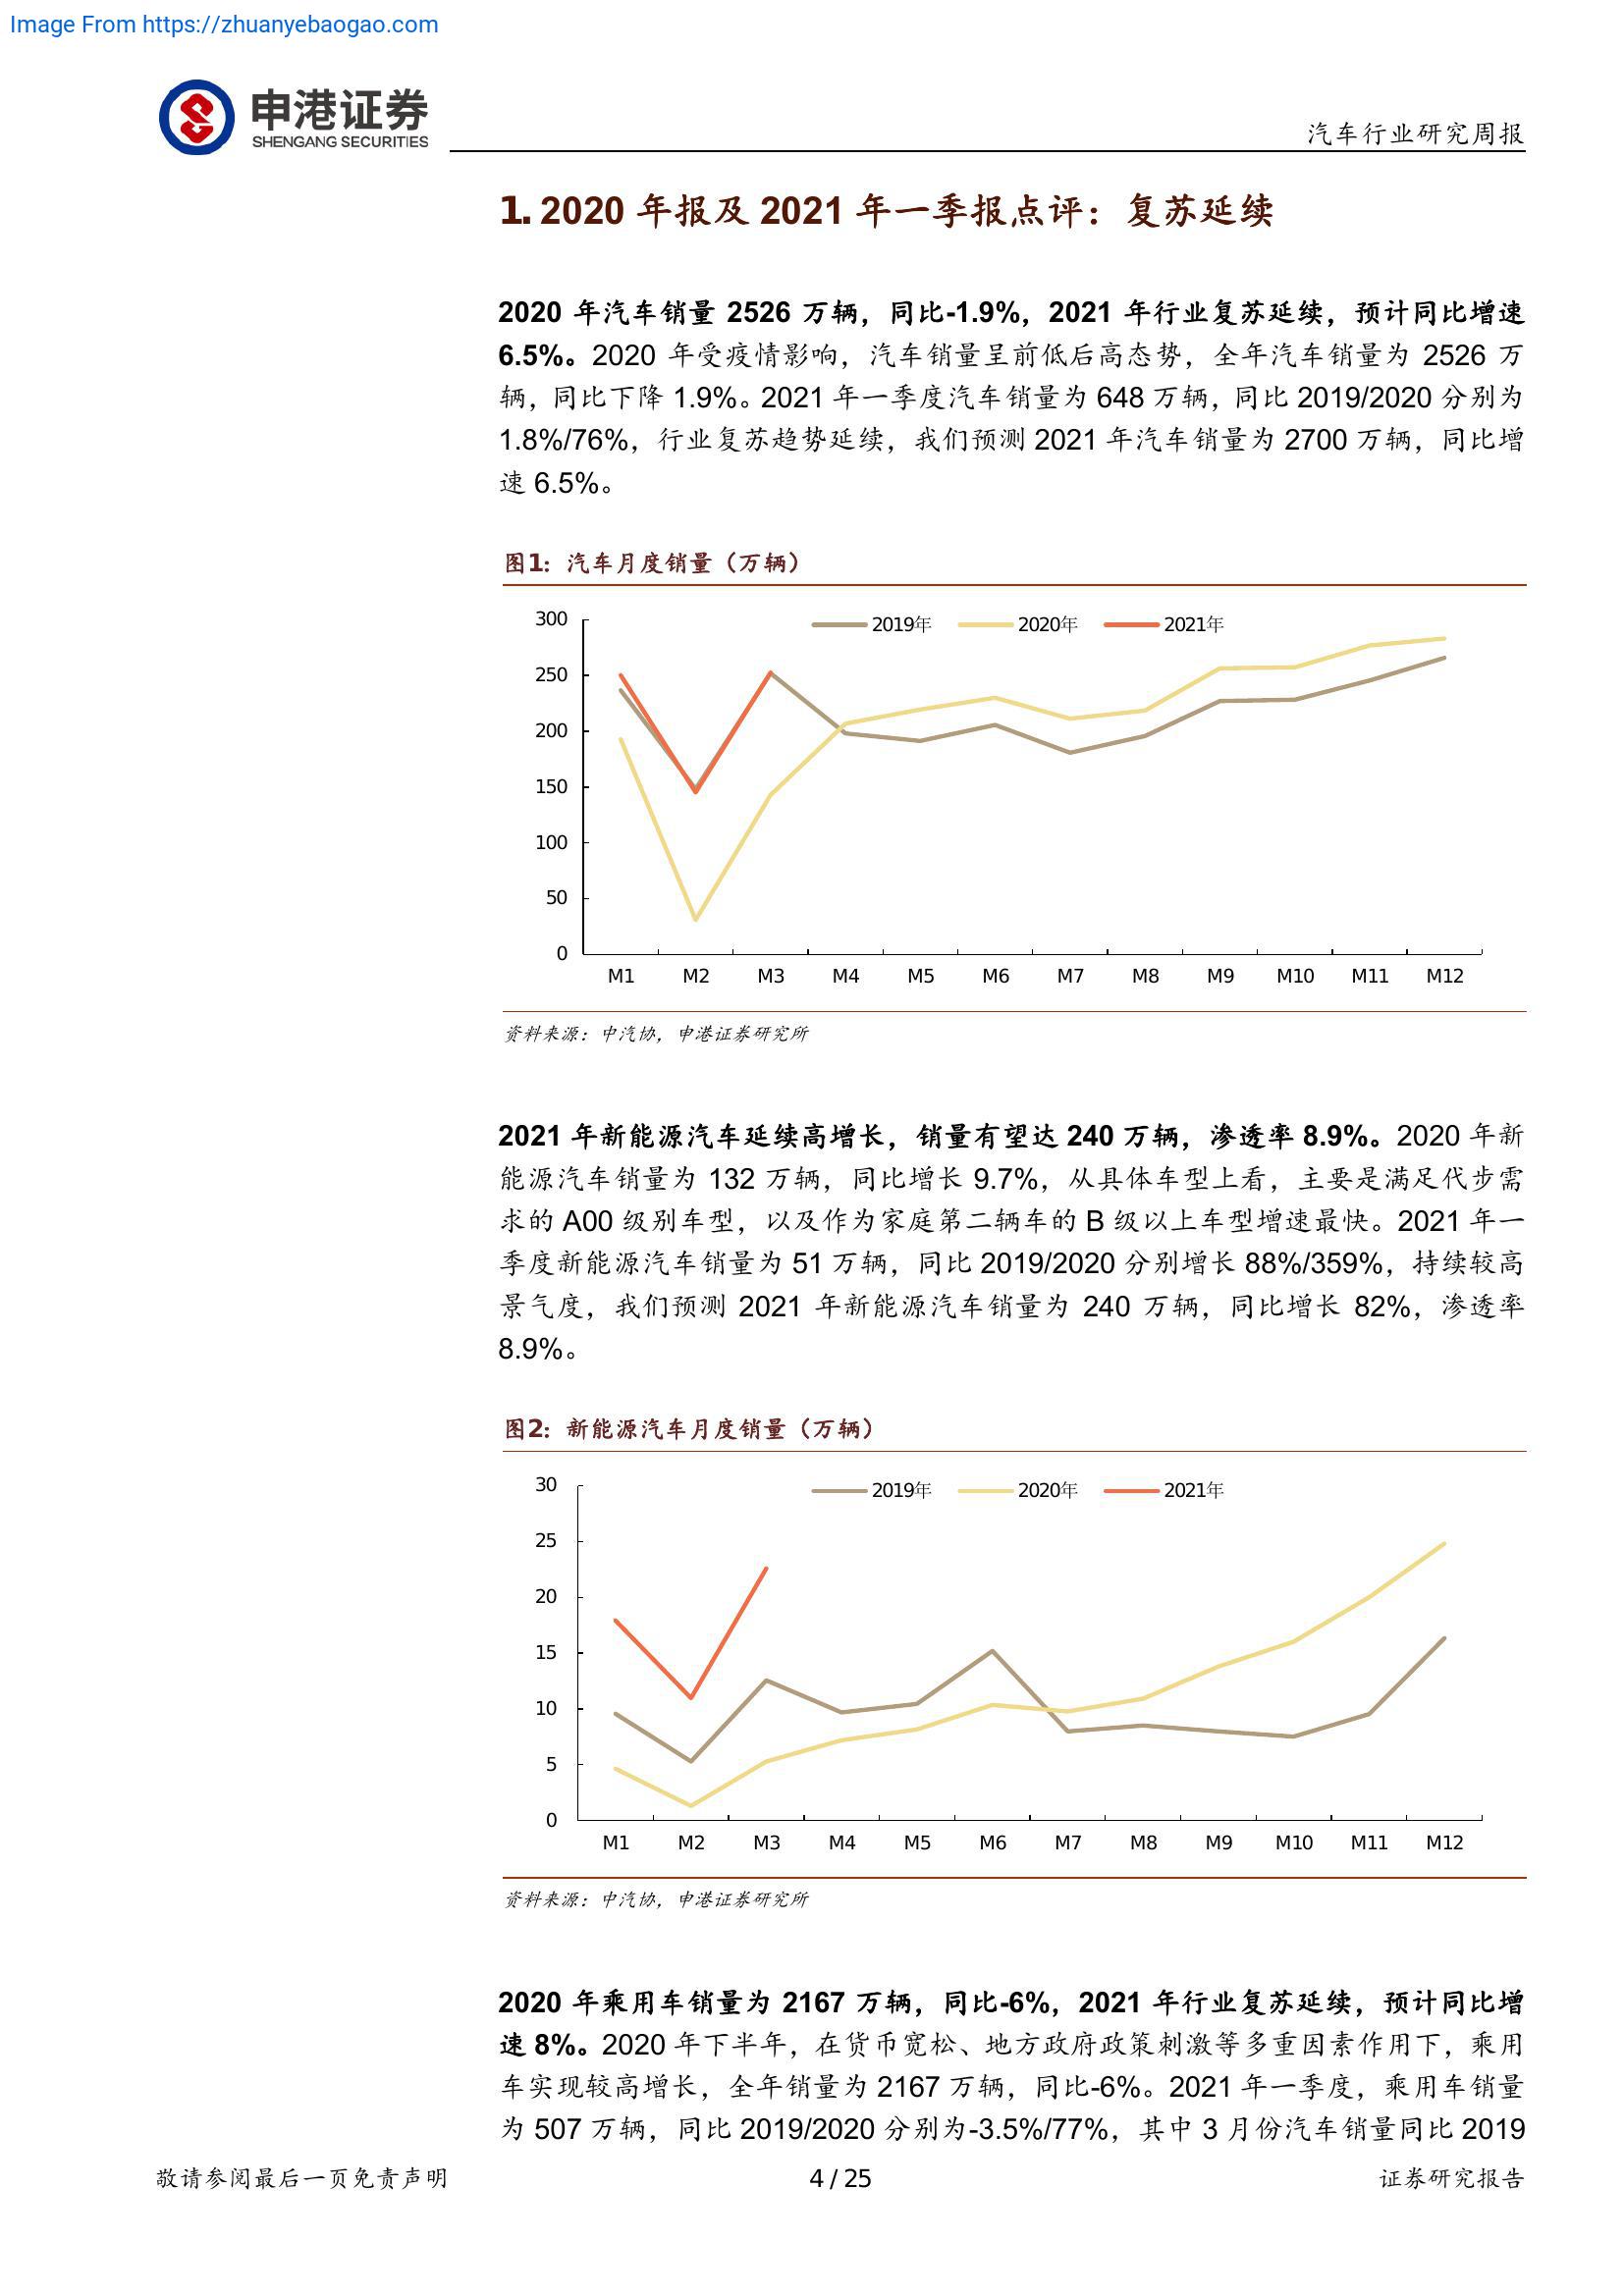 Image From https://zhuanyebaogao.com
申港证券
SHENGANG SECURITIES
汽车行业研究周报
1. 2020 年报及 2021 年一季报点评：复苏延续
2020 年汽车销量 2526 万辆，同比-1.9%，2021 年行业复苏延续，预计同比增速
6.5%。2020 年受疫情影响，汽车销量呈前低后高态势，全年汽车销量为 2526 万
辆，同比下降 1.9%。2021 年一季度汽车销量为 648 万辆，同比 2019/2020 分别为
1.8%/76%，行业复苏趋势延续，我们预测 2021 年汽车销量为 2700 万辆，同比增
速 6.5%。
图1：汽车月度销量（万辆）
2019年 2020年 2021年
300
250
200
150
100
50
0
M1 M2 M3 M4 M5 M6 M7 M8 M9 M10 M11 M12
资料来源：中汽协，申港证券研究所
2021 年新能源汽车延续高增长，销量有望达 240 万辆，渗透率 8.9%。2020 年新
能源汽车销量为 132 万辆，同比增长 9.7%，从具体车型上看，主要是满足代步需
求的 A00 级别车型，以及作为家庭第二辆车的 B 级以上车型增速最快。2021 年一
季度新能源汽车销量为 51 万辆，同比 2019/2020 分别增长 88%/359%，持续较高
景气度，我们预测 2021 年新能源汽车销量为 240 万辆，同比增长 82%，渗透率
8.9%。
图2：新能源汽车月度销量（万辆）
2019年 2020年 2021年
30
25
20
15
10
5
0
M1 M2 M3 M4 M5 M6 M7 M8 M9 M10 M11 M12
资料来源：中汽协，申港证券研究所
2020 年乘用车销量为 2167 万辆，同比-6%，2021 年行业复苏延续，预计同比增
速 8%。2020 年下半年，在货币宽松、地方政府政策刺激等多重因素作用下，乘用
车实现较高增长，全年销量为 2167 万辆，同比-6%。2021 年一季度，乘用车销量
为 507 万辆，同比 2019/2020 分别为-3.5%/77%，其中 3 月份汽车销量同比 2019
敬请参阅最后一页免责声明
4 / 25
证券研究报告